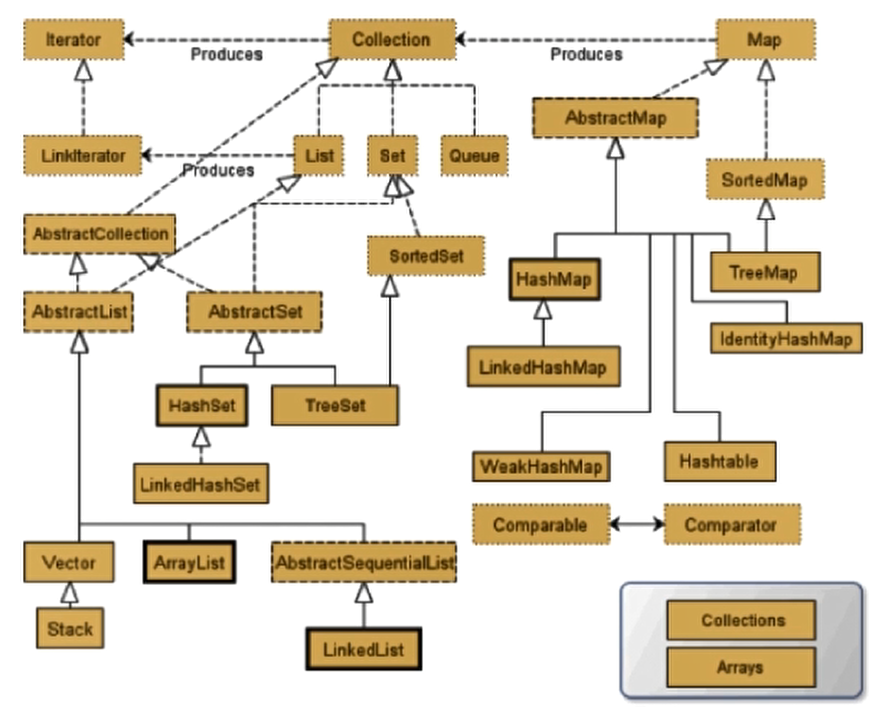 Iterator
Collection
Map
Produces
Produces
AbstractMap
LinkIterator
List
Set
Queue
Produces
SortedMap
AbstractCollection
SortedSet
HashMap
TreeMap
AbstractList
AbstractSet
IdentityHashMap
LinkedHashMap
HashSet
TreeSet
WeakHashMap
Hashtable
LinkedHashSet
Comparable
Comparator
Vector
ArrayList
AbstractSequentialList
Stack
LinkedList
Collections
Arrays